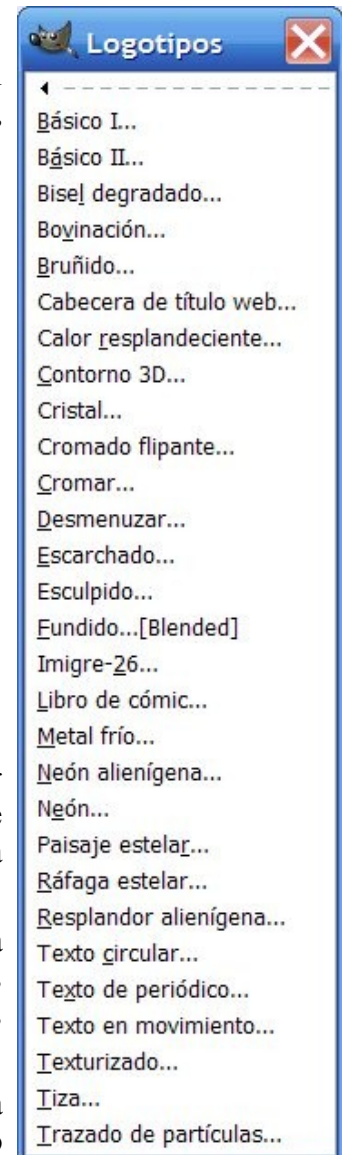 Logotipos
Básico I...
Básico II...
Bisel degradado...
Bovinación...
Bruñido...
Cabecera de título web...
Calor resplandeciente...
Contorno 3D...
Cristal...
Cromado flipante...
Cromar...
Desmenuzar...
Escarchado...
Esculpido...
Fundido...[Blended]
Imigre-26...
Libro de cómic...
Metal frío...
Neón alienígena...
Neón...
Paisaje estelar...
Ráfaga estelar...
Resplandor alienígena...
Texto circular...
Texto de periódico...
Texto en movimiento...
Texturizado...
Tiza...
Trazado de partículas...